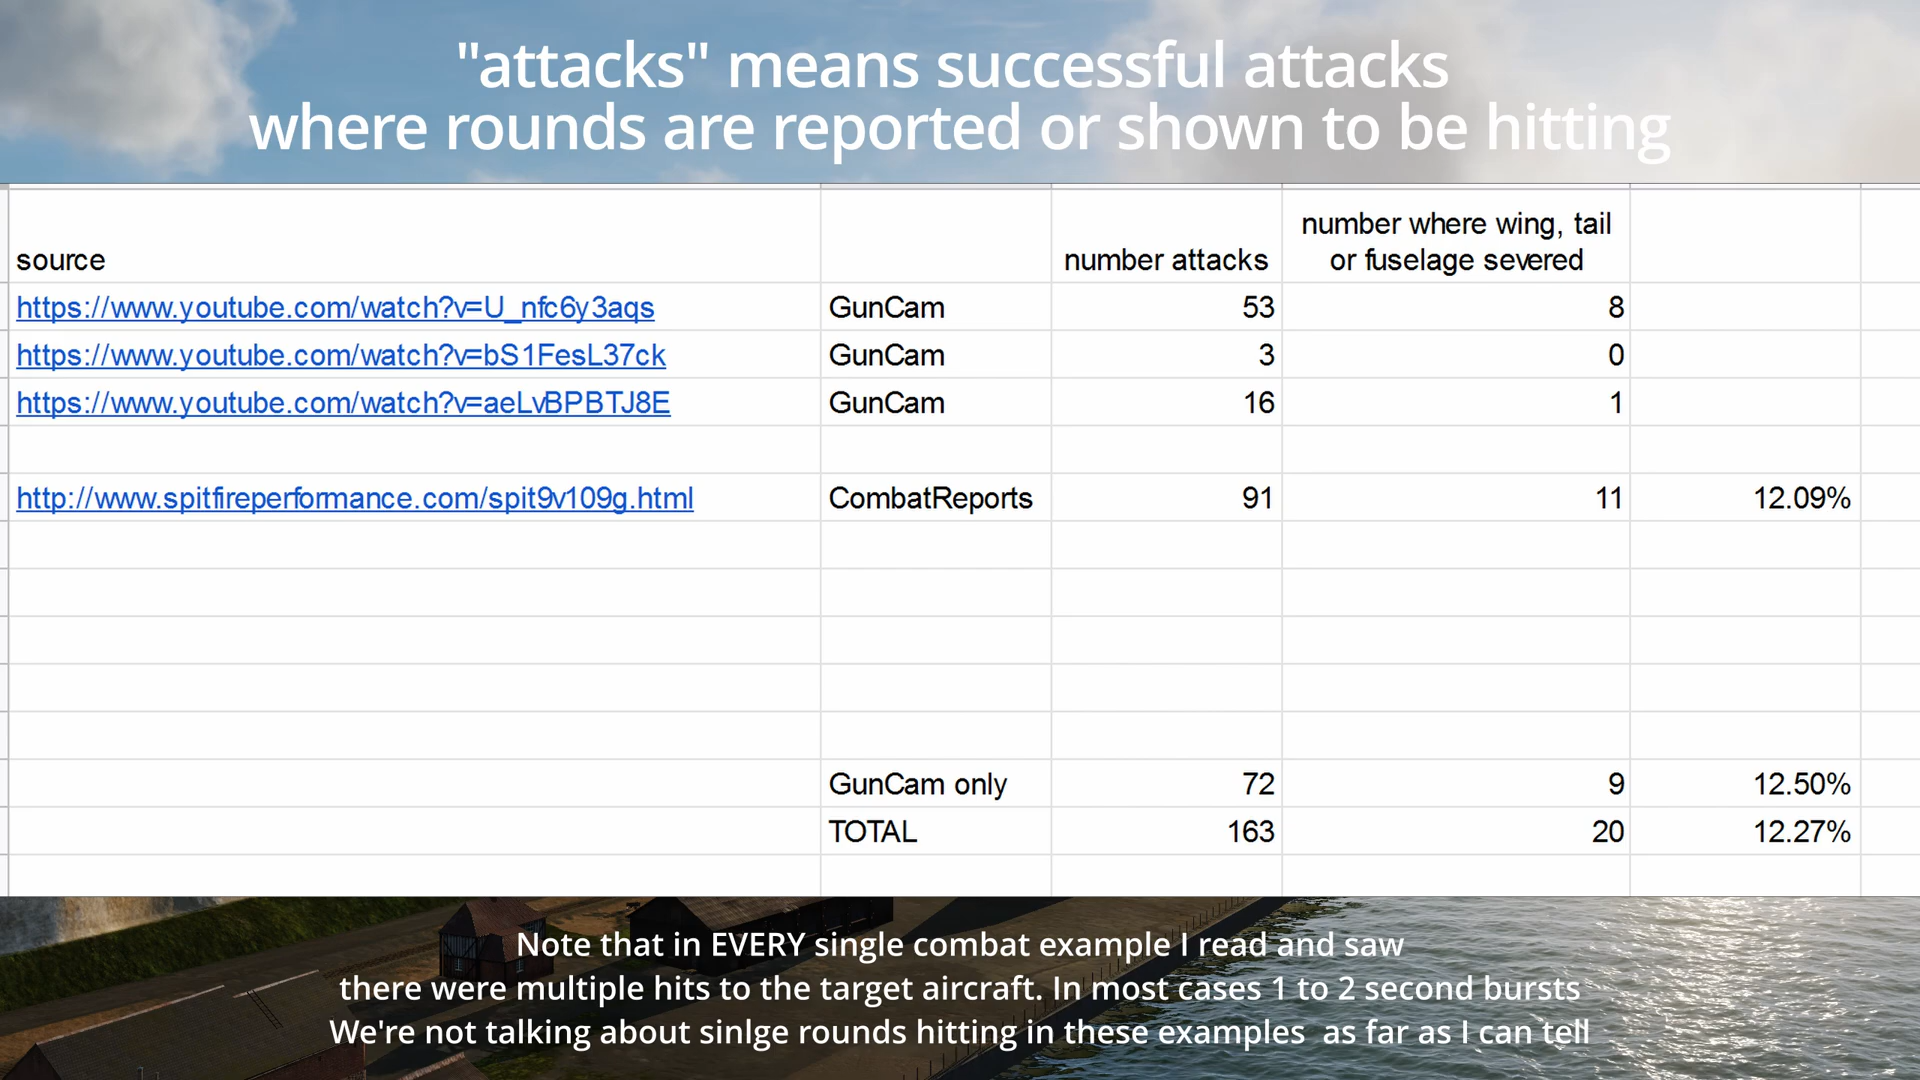 "attacks" means successful attacks
where rounds are reported or shown to be hitting
number where wing, tail
source number attacks or fuselage severed
https://www.youtube.com/watch?v=U_nfc6y3aqs GunCam 53 8
https://www.youtube.com/watch?v=bS1FesL37ck GunCam 3 0
https://www.youtube.com/watch?v=aeLvBPBTJ8E GunCam 16 1
http://www.spitfireperformance.com/spit9v109g.html CombatReports 91 11 12.09%
GunCam only 72 9 12.50%
TOTAL 163 20 12.27%
Note that in EVERY single combat example I read and saw
there were multiple hits to the target aircraft. In most cases 1 to 2 second bursts
We're not talking about sinlge rounds hitting in these examples as far as I can tell